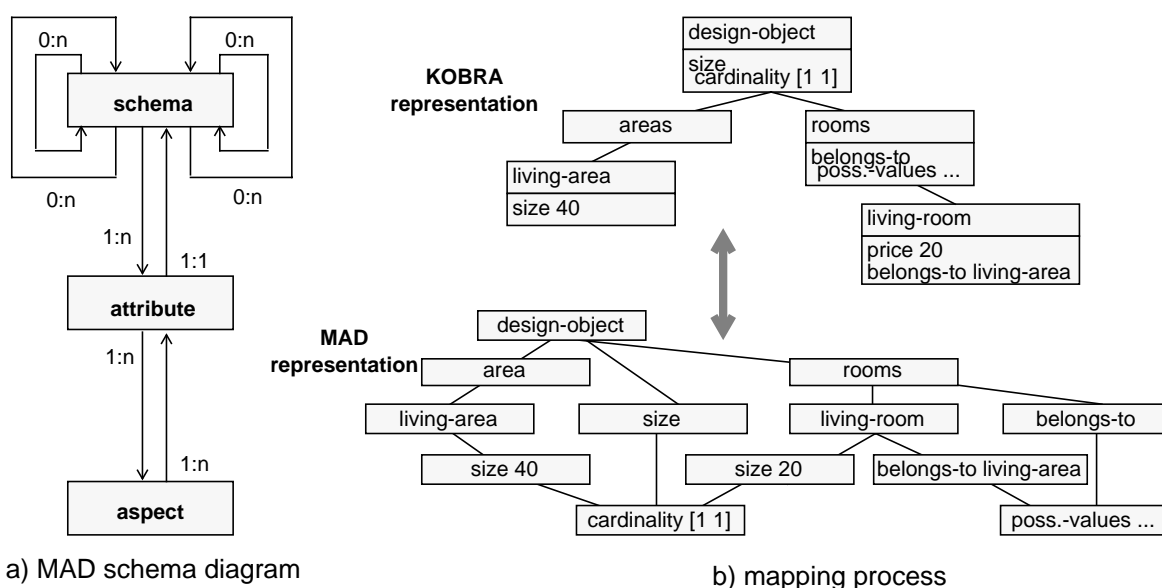 0:n
0:n
schema
0:n
0:n
1:n
1:1
attribute
1:n
1:n
aspect
a) MAD schema diagram
KOBRA
representation
design-object
size
cardinality [1 1]
areas
rooms
belongs-to
poss.-values ...
living-area
size 40
living-room
price 20
belongs-to living-area
MAD
representation
design-object
area
rooms
living-area
size
living-room
belongs-to
size 40
size 20
belongs-to living-area
cardinality [1 1]
poss.-values ...
b) mapping process